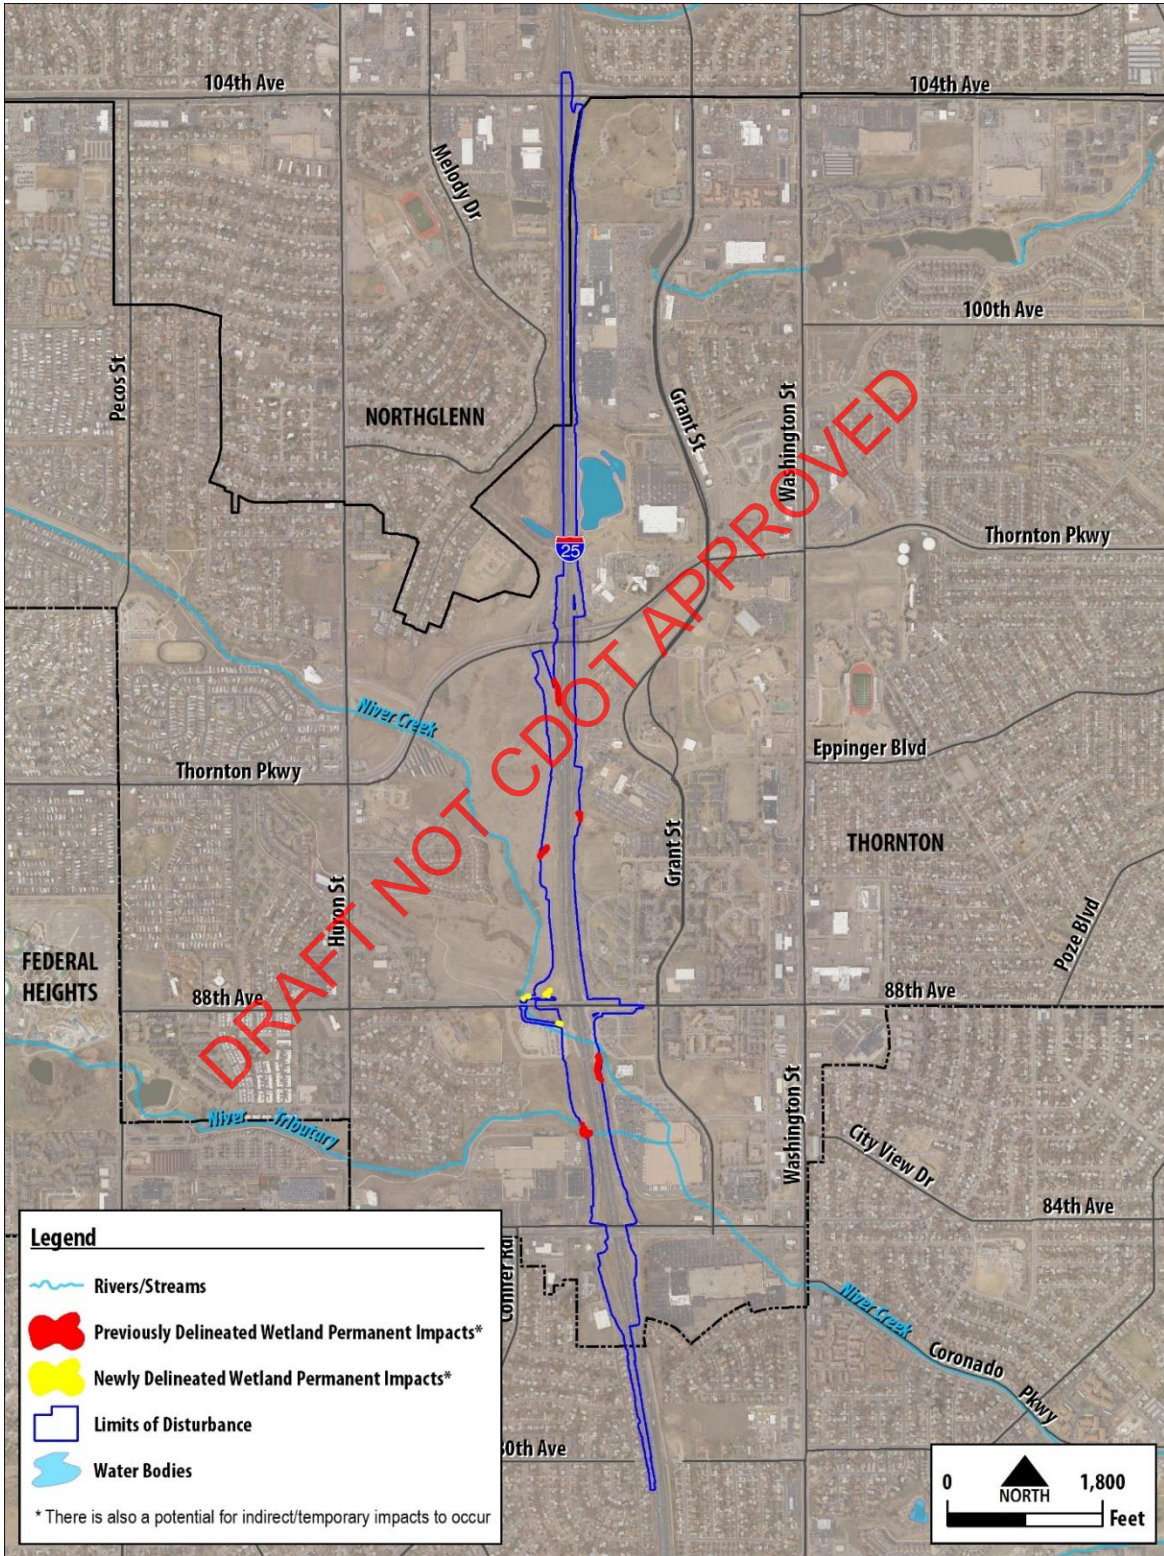 104th Ave
104th Ave
Melody Dr
100th Ave
Pecos St
NORTHGLENN
Grant St
Washington St
25
Thornton Pkwy
Niver Creek
Thornton Pkwy
Eppinger Blvd
THORNTON
Grant St
Huron St
Poze Blvd
FEDERAL
HEIGHTS
88th Ave
88th Ave
DRAFT NOT CDOT APPROVED
Niver Tributary
Washington St
City View Dr
84th Ave
Conifer Rd
Niver Creek
Coronado Pkwy
80th Ave
Legend
Rivers/Streams
Previously Delineated Wetland Permanent Impacts*
Newly Delineated Wetland Permanent Impacts*
Limits of Disturbance
Water Bodies
* There is also a potential for indirect/temporary impacts to occur
0 1,800
NORTH
Feet